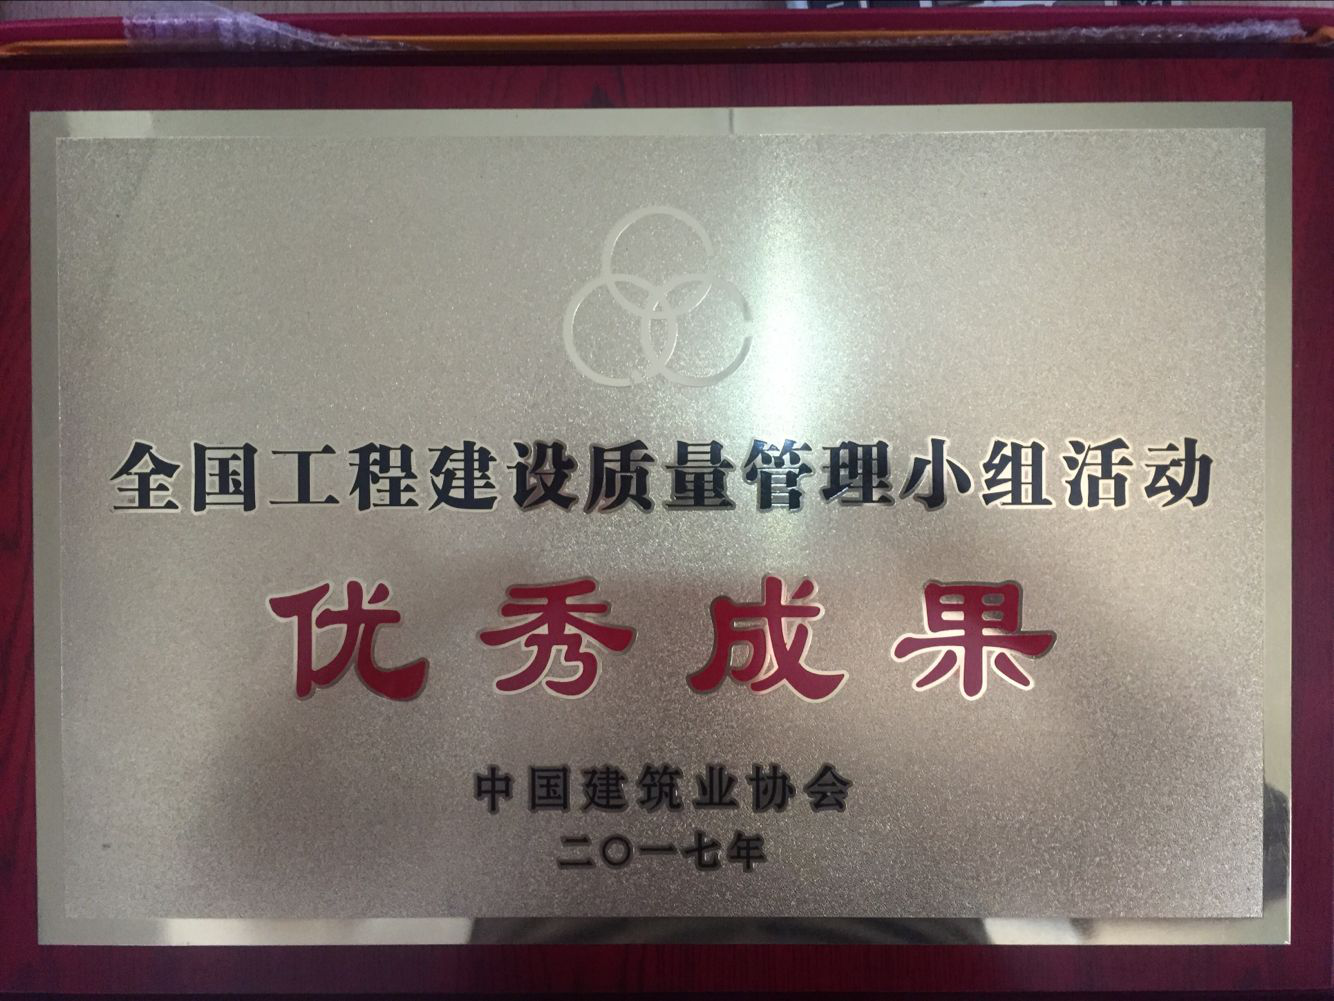 全国工程建设质量管理小组活动
优秀成果
中国建筑业协会
二〇一七年